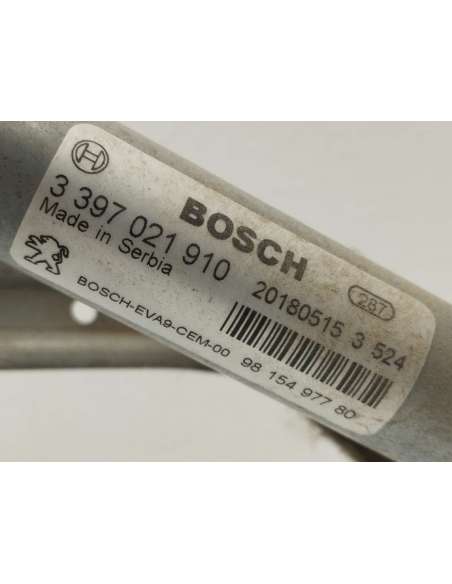 BOSCH
3 397 021 910
Made in Serbia
287
20180515 3 524
BOSCH-EVA9-CEM-00
98 154 977 80